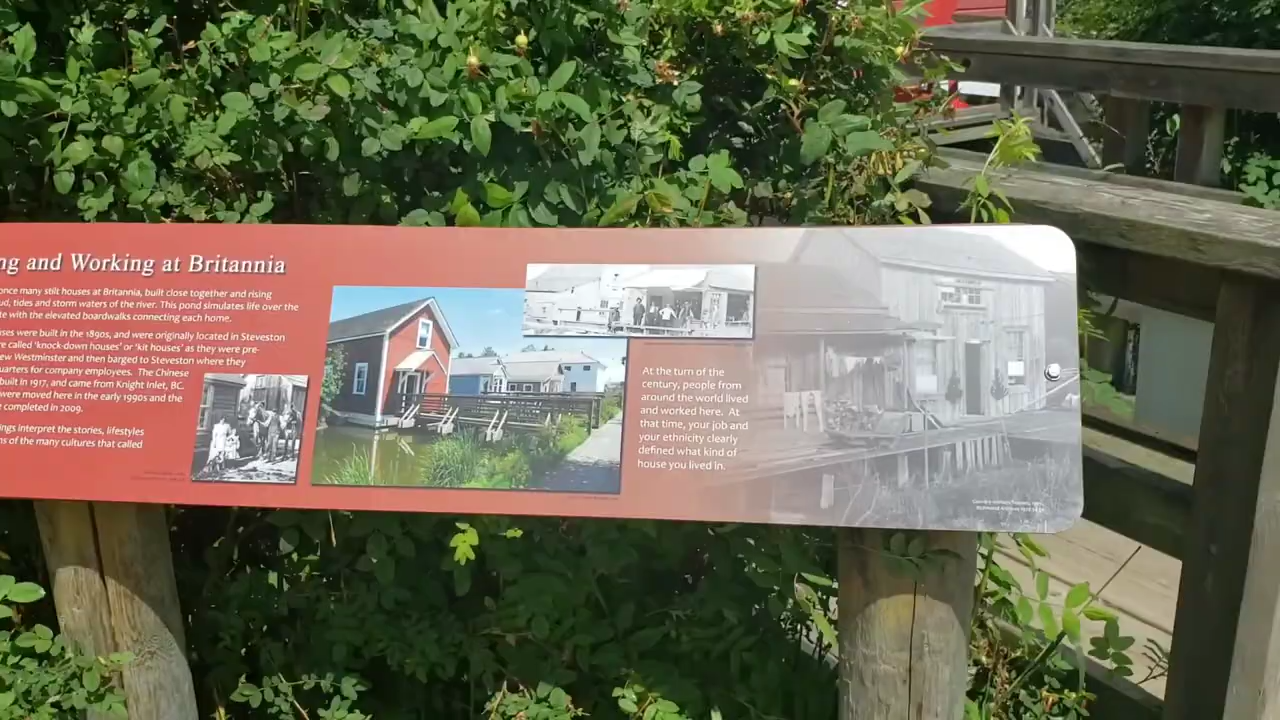 ng and Working at Britannia
once many stilt houses at Britannia, built close together and rising
ud, tides and storm waters of the river. This pond simulates life over the
te with the elevated boardwalks connecting each home.
ses were built in the 1890s, and were originally located in Steveston
re called 'knock-down houses' or 'kit houses' as they were pre-
ew Westminster and then barged to Steveston where they
uarters for company employees. The Chinese
built in 1917, and came from Knight Inlet, BC.
were moved here in the early 1990s and the
e completed in 2009.
ngs interpret the stories, lifestyles
ns of the many cultures that called
At the turn of the
century, people from
around the world lived
and worked here. At
that time, your job and
your ethnicity clearly
defined what kind of
house you lived in.